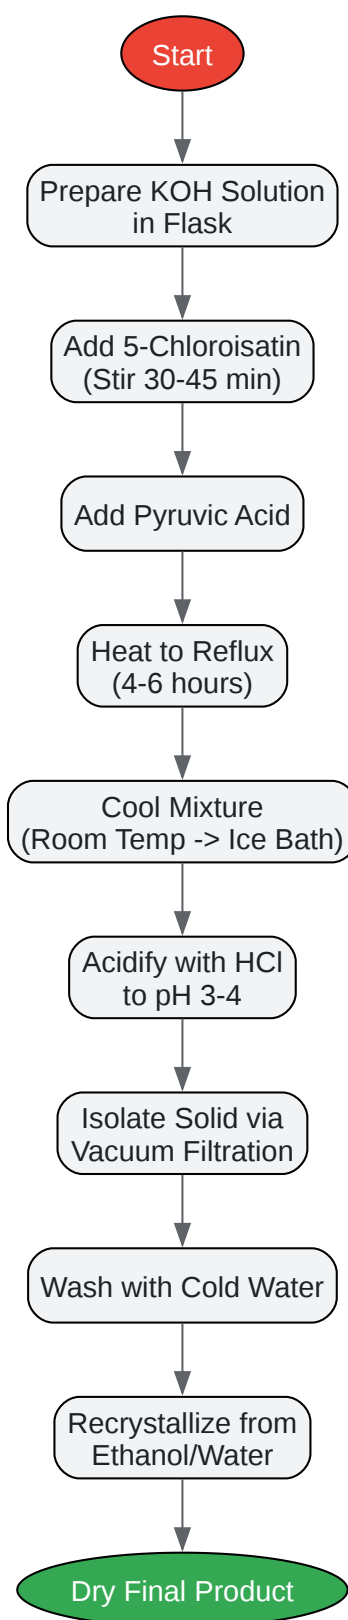 Start
Prepare KOH Solution
in Flask
Add 5-Chloroisatin
(Stir 30-45 min)
Add Pyruvic Acid
Heat to Reflux
(4-6 hours)
Cool Mixture
(Room Temp -> Ice Bath)
Acidify with HCl
to pH 3-4
Isolate Solid via
Vacuum Filtration
Wash with Cold Water
Recrystallize from
Ethanol/Water
Dry Final Product